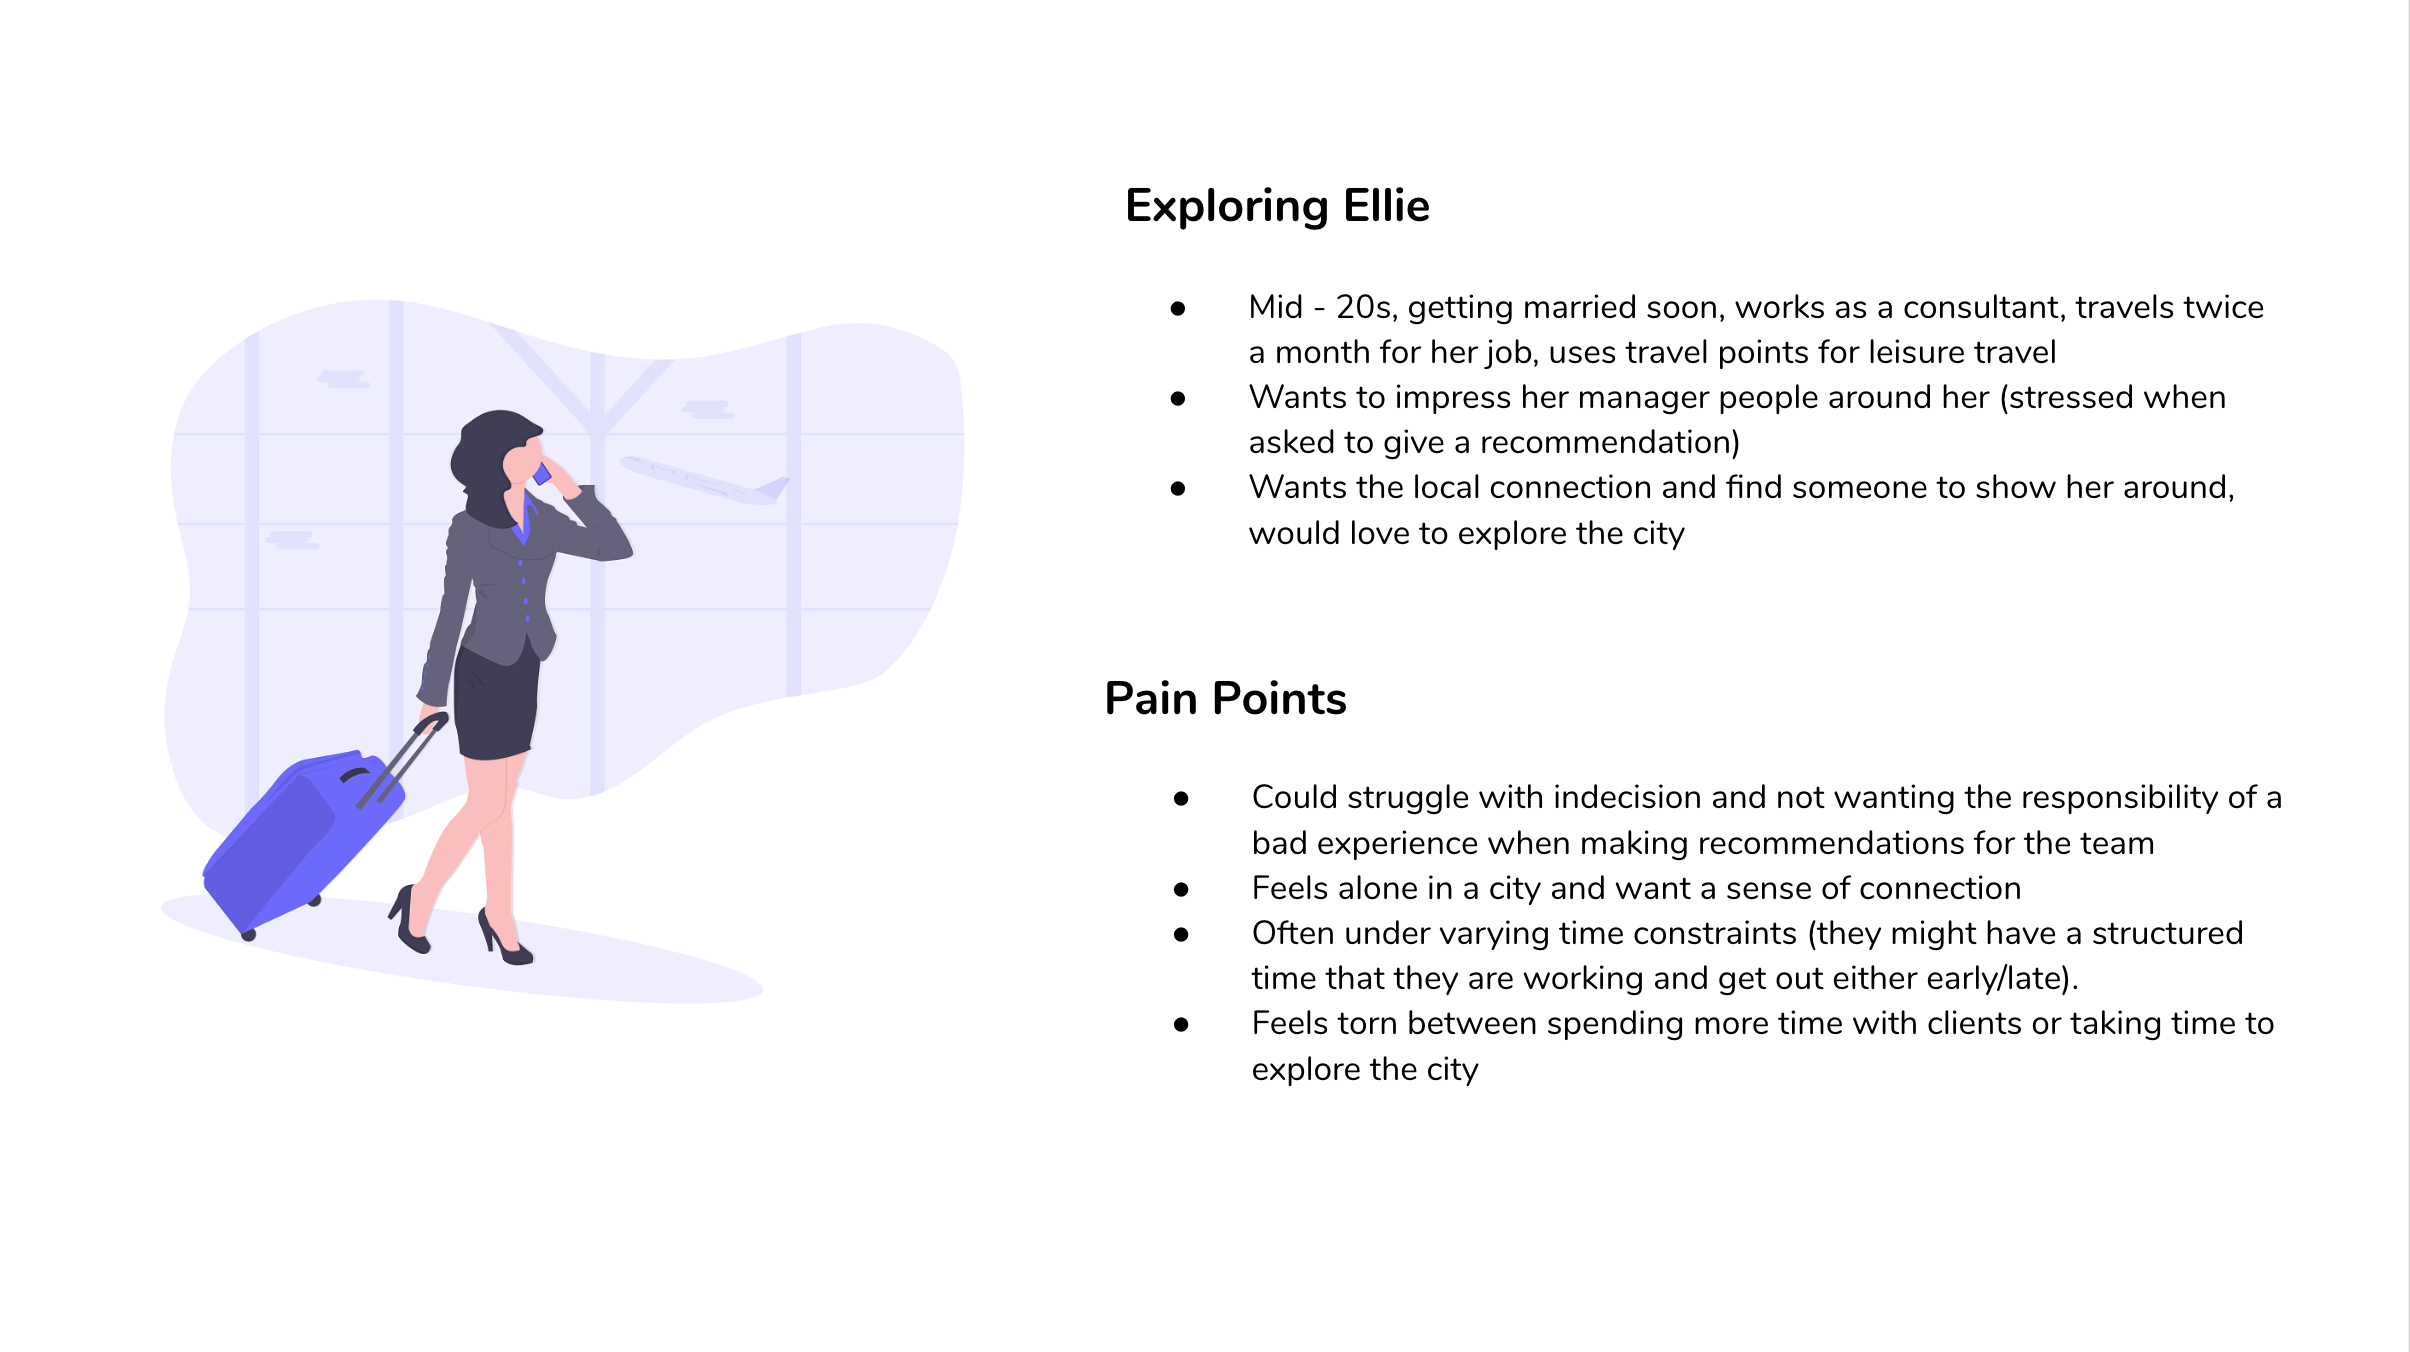 Exploring Ellie
● Mid - 20s, getting married soon, works as a consultant, travels twice
a month for her job, uses travel points for leisure travel
● Wants to impress her manager people around her (stressed when
asked to give a recommendation)
● Wants the local connection and find someone to show her around,
would love to explore the city
Pain Points
● Could struggle with indecision and not wanting the responsibility of a
bad experience when making recommendations for the team
● Feels alone in a city and want a sense of connection
● Often under varying time constraints (they might have a structured
time that they are working and get out either early/late).
● Feels torn between spending more time with clients or taking time to
explore the city